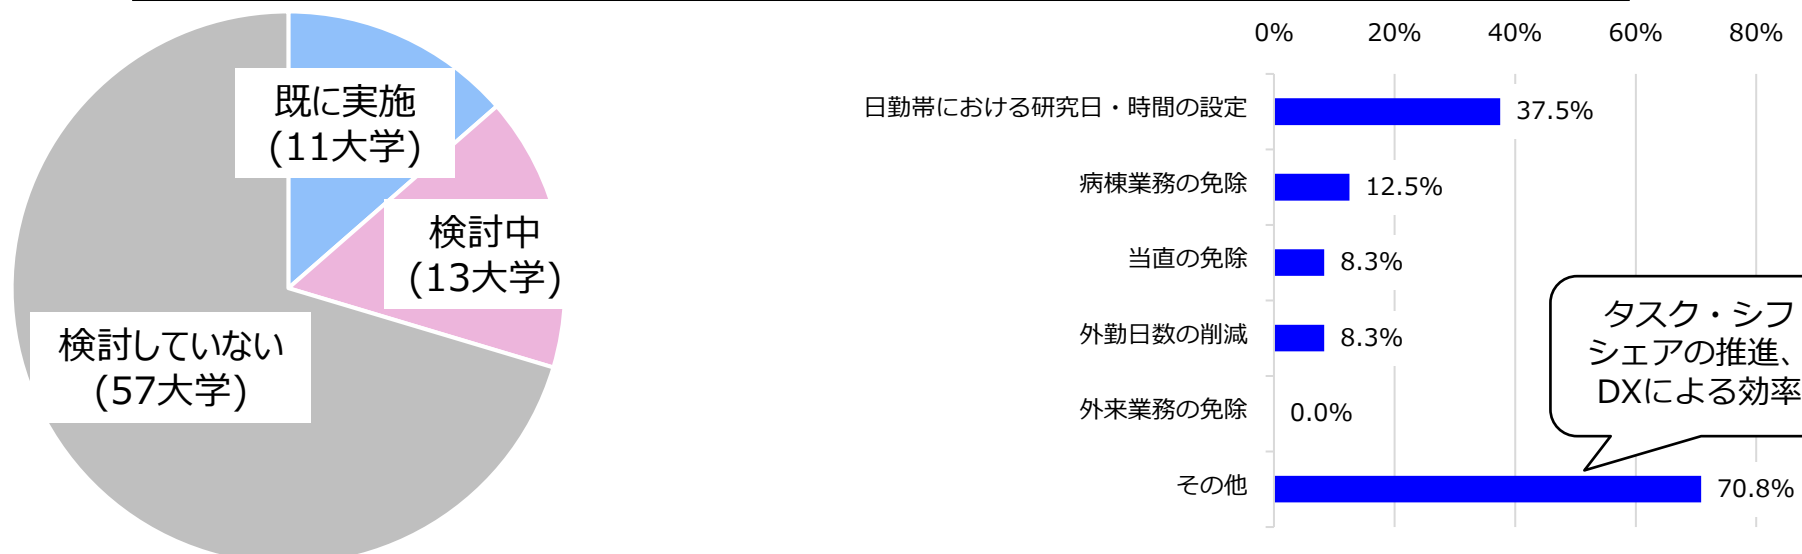 既に実施
(11大学)
検討中
(13大学)
検討していない
(57大学)
0% 20% 40% 60% 80%
日勤帯における研究日・時間の設定 37.5%
病棟業務の免除 12.5%
当直の免除 8.3%
外勤日数の削減 8.3%
外来業務の免除 0.0%
その他 70.8%
タスク・シフ
シェアの推進、
DXによる効率